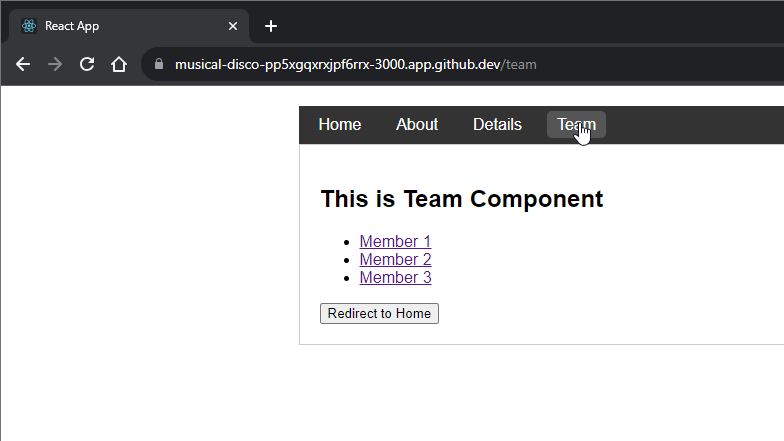 React App
musical-disco-pp5xgqxrxjpf6rrx-3000.app.github.dev/team
Home About Details Team
This is Team Component
Member 1
Member 2
Member 3
Redirect to Home